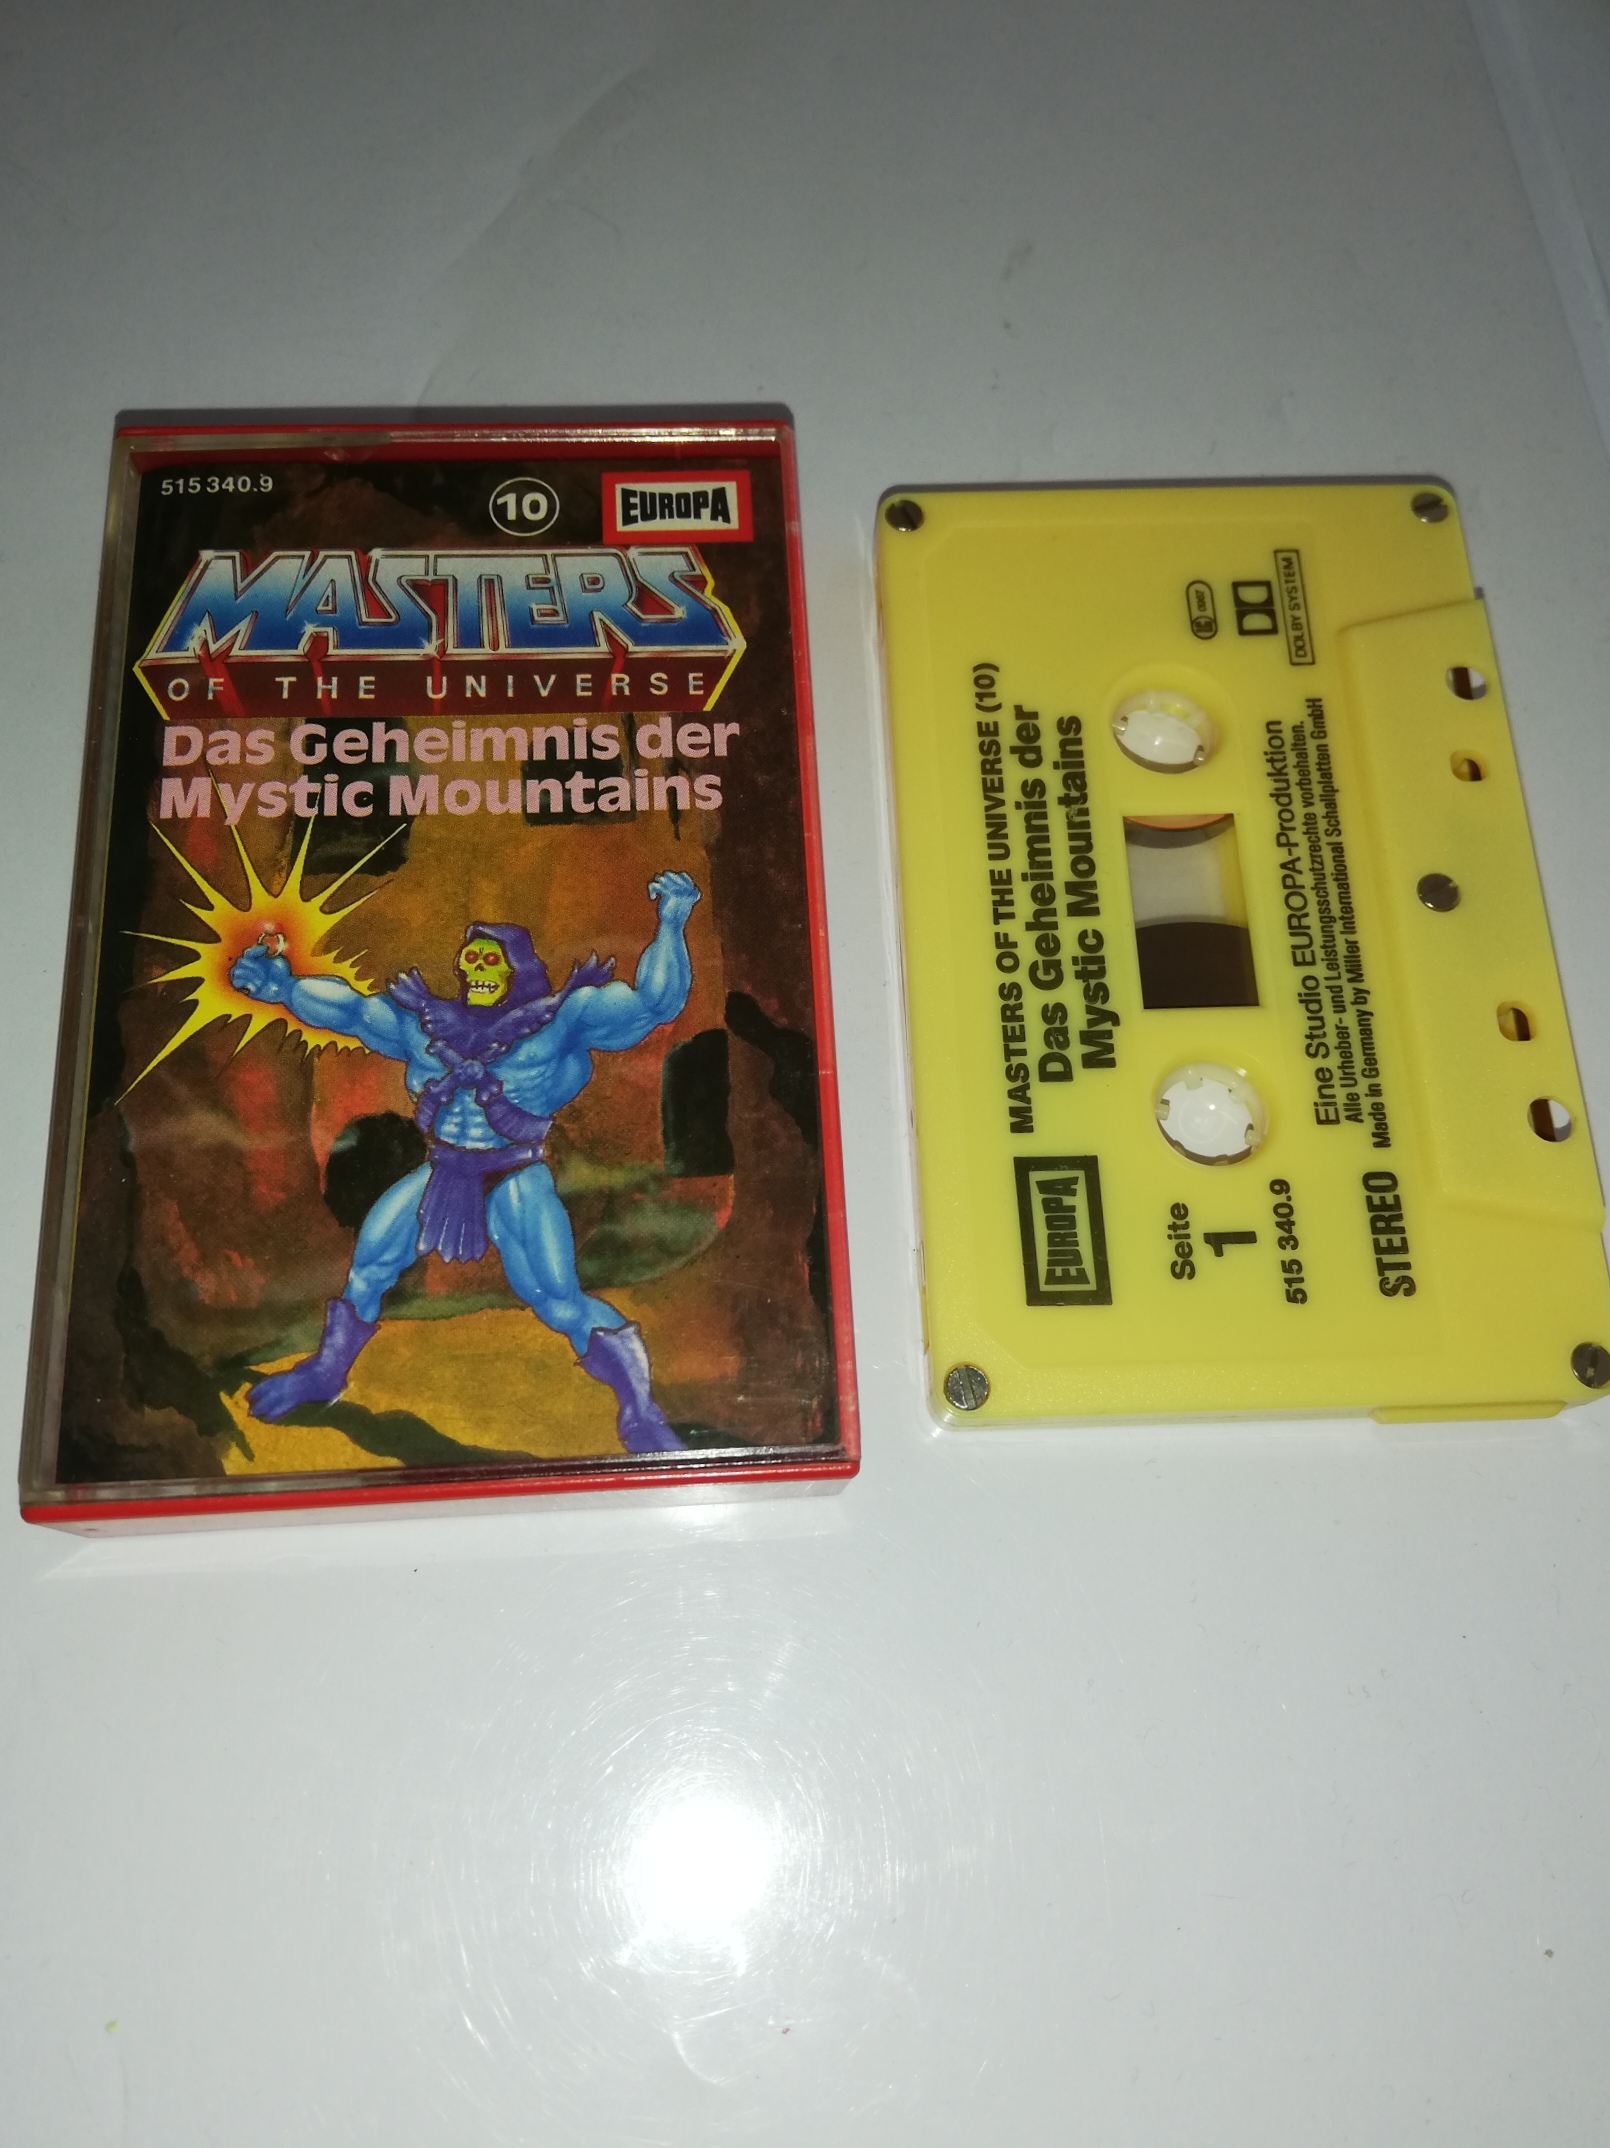 515 340.9
10
EUROPA
MASTERS
OF THE UNIVERSE
Das Geheimnis der
Mystic Mountains
MASTERS OF THE UNIVERSE (10)
Das Geheimnis der
Mystic Mountains
EUROPA
Seite
1
515 340.9
STEREO
Eine Studio EUROPA-Produktion
Alle Urheber- und Leistungsschutzrechte vorbehalten.
Made in Germany by Miller International Schallplatten GmbH
DOLBY SYSTEM